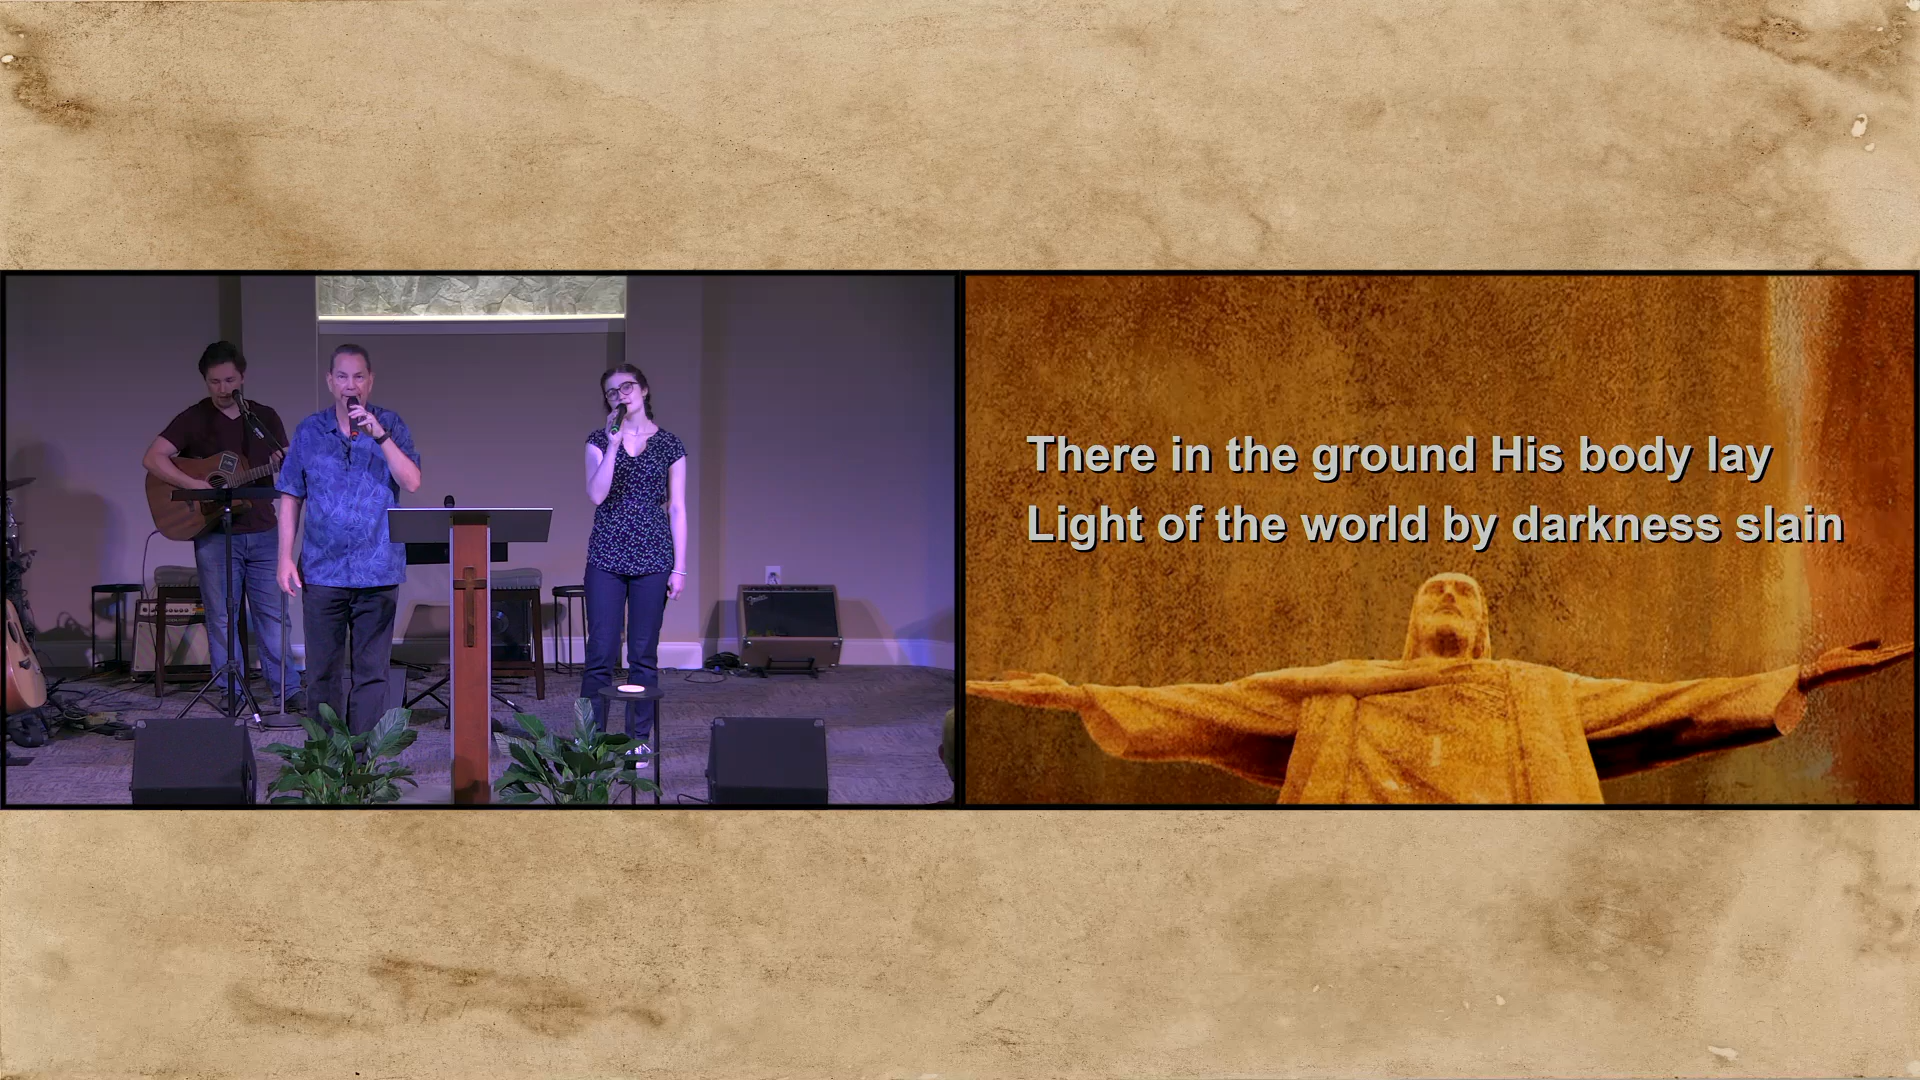 There in the ground His body lay
Light of the world by darkness slain